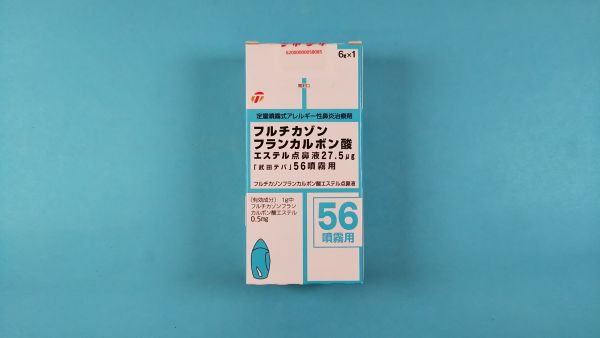 6g×1
開封口
定量噴霧式アレルギー性鼻炎治療剤
フルチカゾン
フランカルボン酸
エステル点鼻液27.5μg
「武田テバ」56噴霧用
フルチカゾンフランカルボン酸エステル点鼻液
(有効成分) 1g中
フルチカゾンフラン
カルボン酸エステル
0.5mg
56
噴霧用